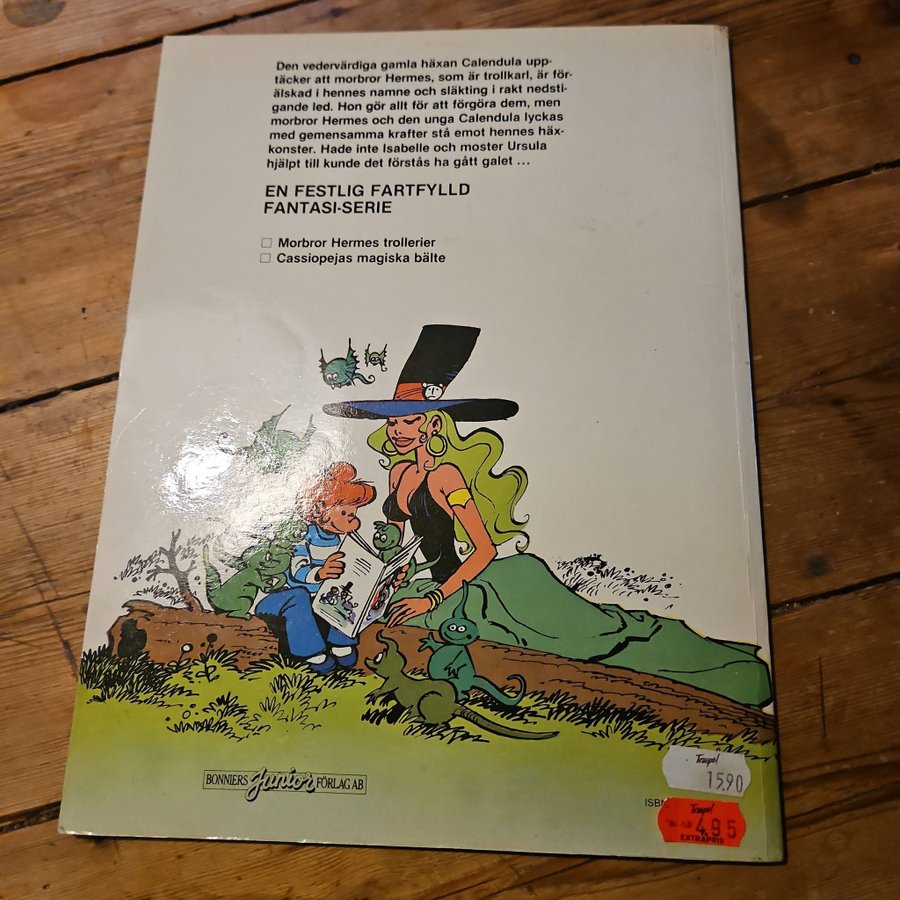 Den vedervärdiga gamla häxan Calendula upp-
täcker att morbror Hermes, som är trollkarl, är för-
älskad i hennes namne och släkting i rakt nedsti-
gande led. Hon gör allt för att förgöra dem, men
morbror Hermes och den unga Calendula lyckas
med gemensamma krafter stå emot hennes häx-
konster. Hade inte Isabelle och moster Ursula
hjälpt till kunde det förstås ha gått galet ...
EN FESTLIG FARTFYLLD
FANTASI-SERIE
Morbror Hermes trollerier
Cassiopejas magiska bälte
BONNIERS Junior FÖRLAG AB
Tempo!
15.90
ISBN
Tempo!
4.95
EXTRAPRIS